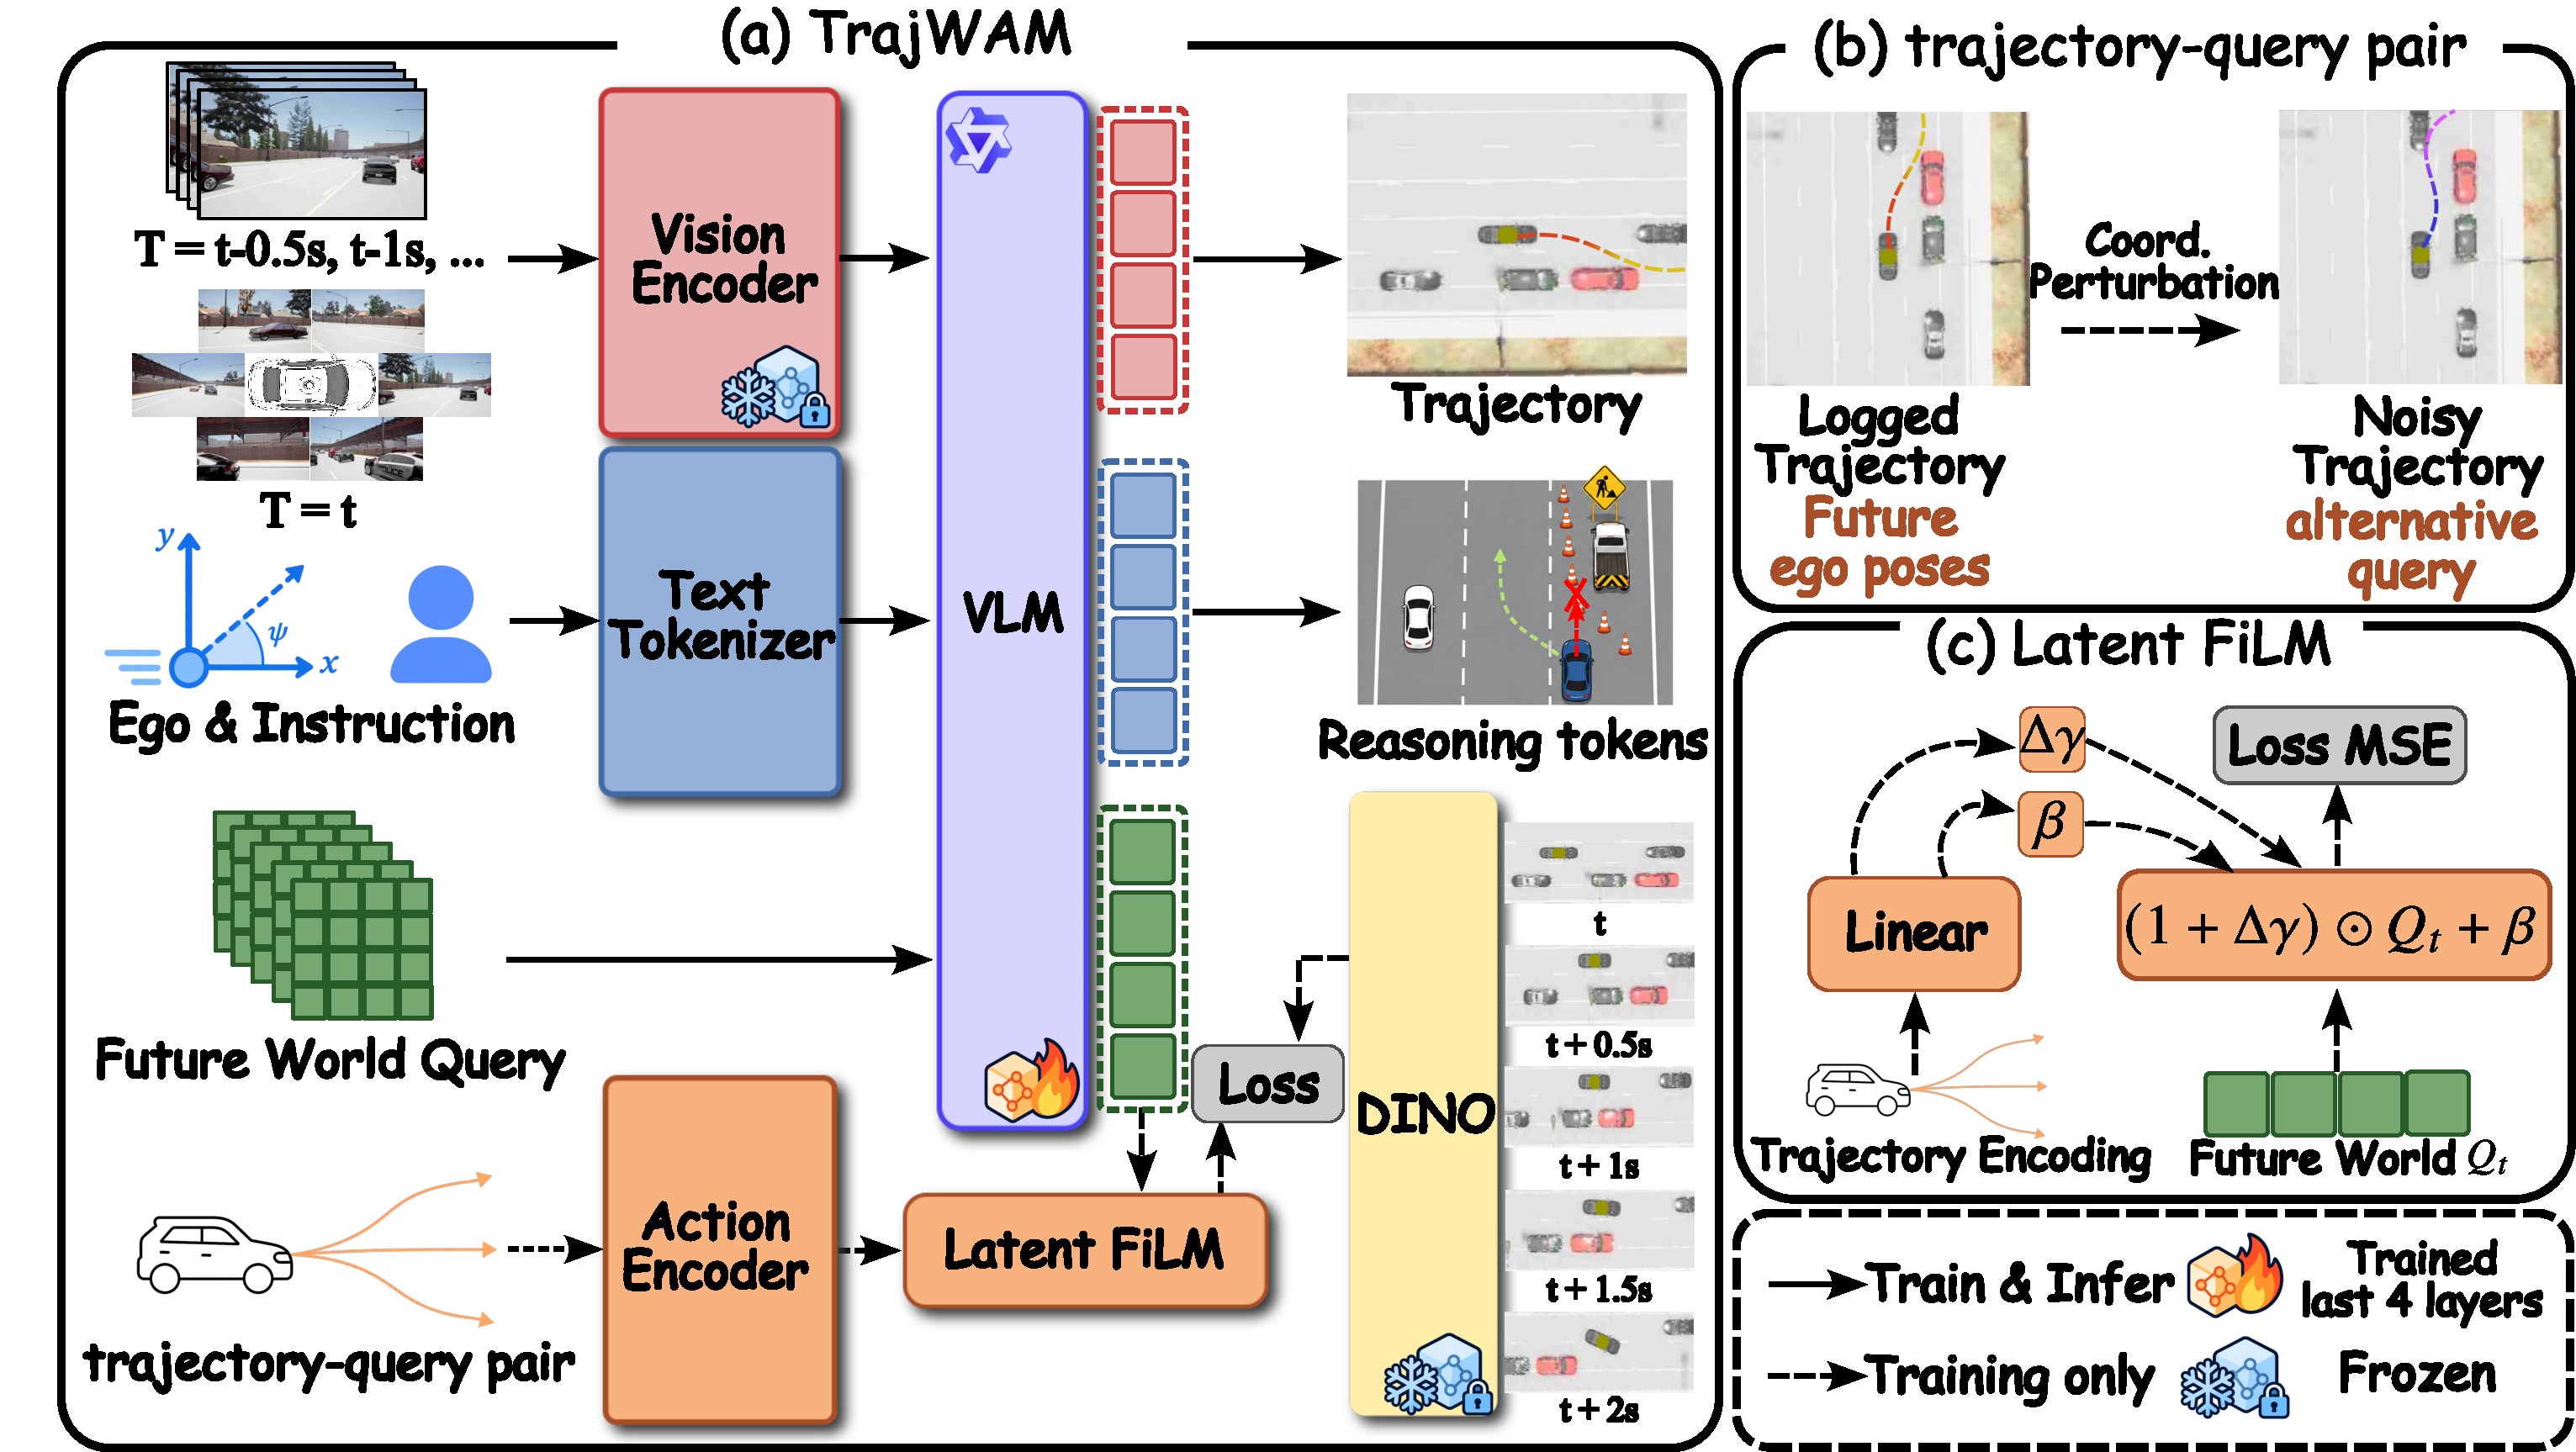 (a) TrajWAM
T = t-0.5s, t-1s, ...
T = t
y
ψ
x
Ego & Instruction
Future World Query
trajectory-query pair
Vision
Encoder
Text
Tokenizer
Action
Encoder
VLM
Latent FiLM
Loss
DINO
Trajectory
Reasoning tokens
t
t + 0.5s
t + 1s
t + 1.5s
t + 2s
(b) trajectory-query pair
Logged
Trajectory
Future
ego poses
Coord.
Perturbation
Noisy
Trajectory
alternative
query
(c) Latent FiLM
Δγ
β
Loss MSE
Linear
(1 + Δγ) ⊙ Q_t + β
Trajectory Encoding
Future World Q_t
Train & Infer
Trained
last 4 layers
Training only
Frozen
POLICE